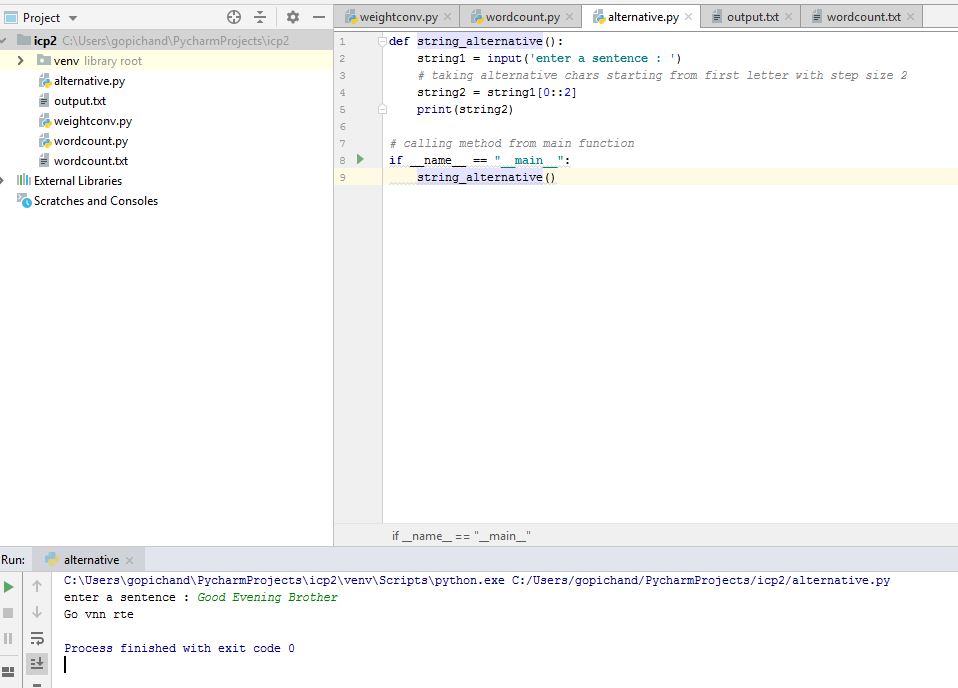 Project
icp2 C:\Users\gopichand\PycharmProjects\icp2
venv library root
alternative.py
output.txt
weightconv.py
wordcount.py
wordcount.txt
External Libraries
Scratches and Consoles
weightconv.py wordcount.py alternative.py output.txt wordcount.txt
1 def string_alternative():
2 string1 = input('enter a sentence : ')
3 # taking alternative chars starting from first letter with step size 2
4 string2 = string1[0::2]
5 print(string2)
6
7 # calling method from main function
8 if __name__ == "__main__":
9 string_alternative()
if __name__ == "__main__"
Run: alternative
C:\Users\gopichand\PycharmProjects\icp2\venv\Scripts\python.exe C:/Users/gopichand/PycharmProjects/icp2/alternative.py
enter a sentence : Good Evening Brother
Go vnn rte
Process finished with exit code 0